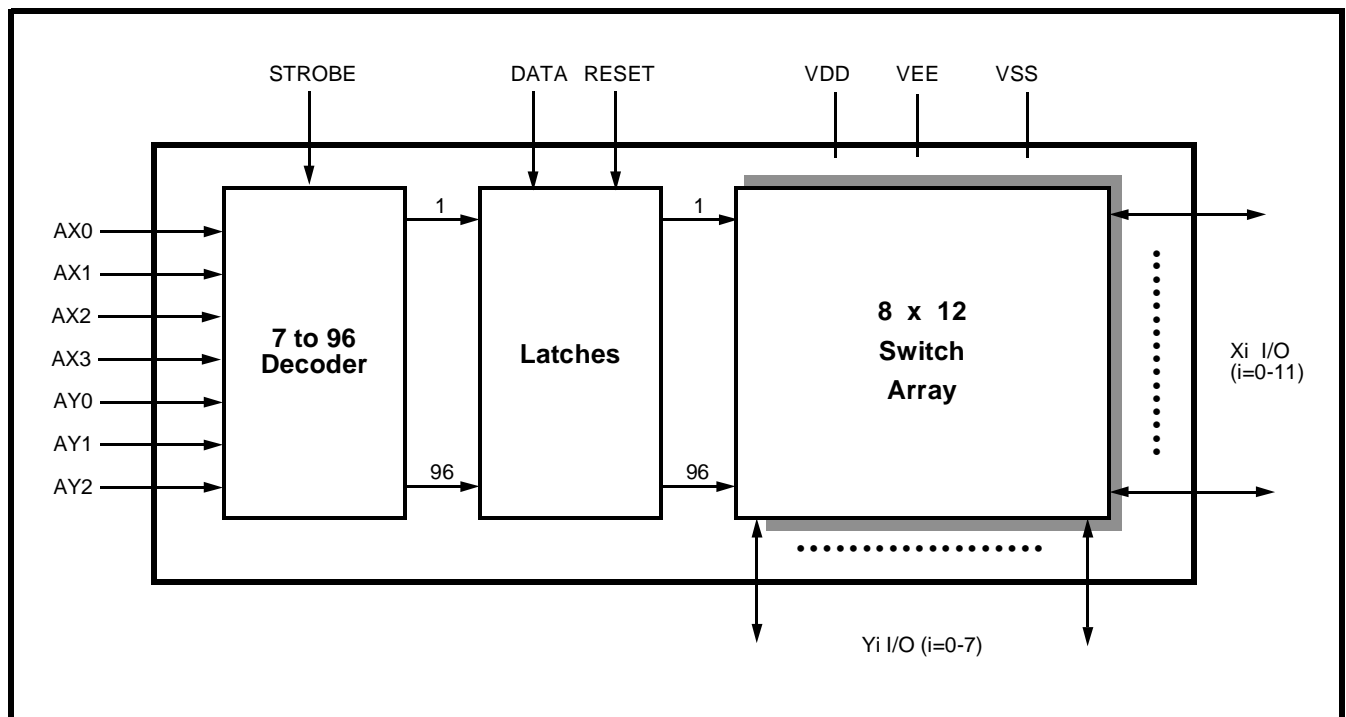 STROBE
DATA
RESET
VDD
VEE
VSS
AX0
AX1
AX2
AX3
AY0
AY1
AY2
7 to 96
Decoder
1
96
Latches
1
96
8 x 12
Switch
Array
Xi I/O
(i=0-11)
Yi I/O (i=0-7)